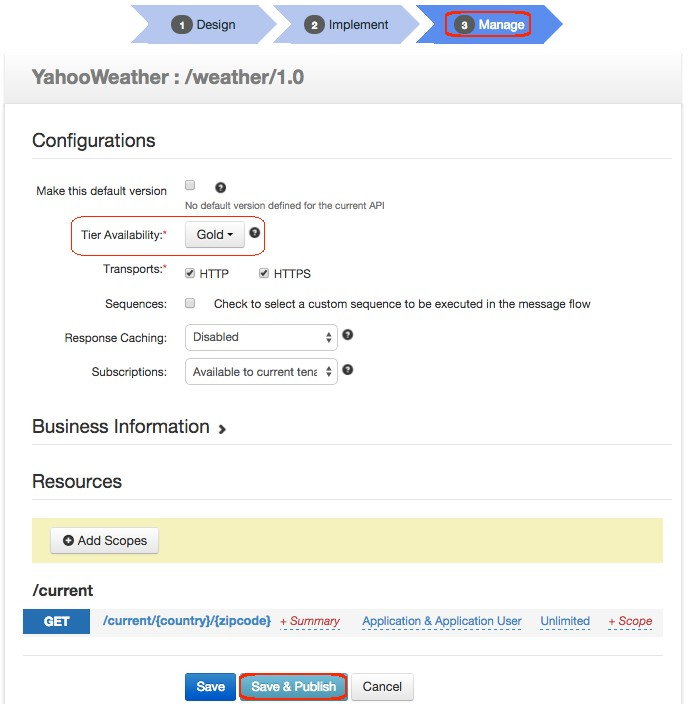 1 Design 2 Implement 3 Manage
YahooWeather : /weather/1.0
Configurations
Make this default version ?
No default version defined for the current API
Tier Availability:* Gold ?
Transports:* HTTP HTTPS
Sequences: Check to select a custom sequence to be executed in the message flow
Response Caching: Disabled ?
Subscriptions: Available to current tena ?
Business Information
Resources
Add Scopes
/current
GET /current/{country}/{zipcode} + Summary Application & Application User Unlimited + Scope
Save Save & Publish Cancel